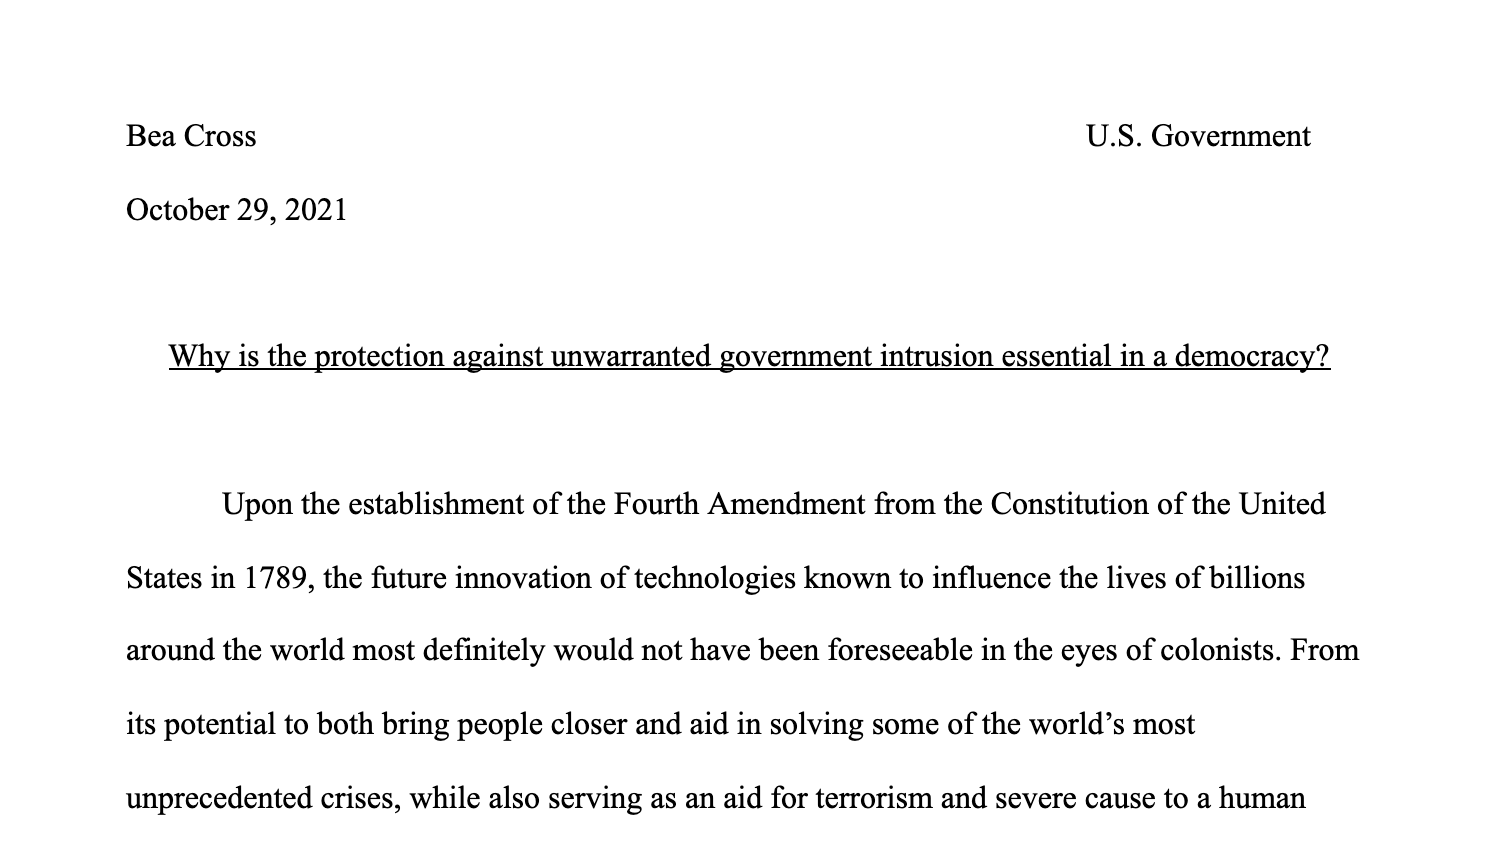 Bea Cross U.S. Government
October 29, 2021
Why is the protection against unwarranted government intrusion essential in a democracy?
Upon the establishment of the Fourth Amendment from the Constitution of the United
States in 1789, the future innovation of technologies known to influence the lives of billions
around the world most definitely would not have been foreseeable in the eyes of colonists. From
its potential to both bring people closer and aid in solving some of the world’s most
unprecedented crises, while also serving as an aid for terrorism and severe cause to a human